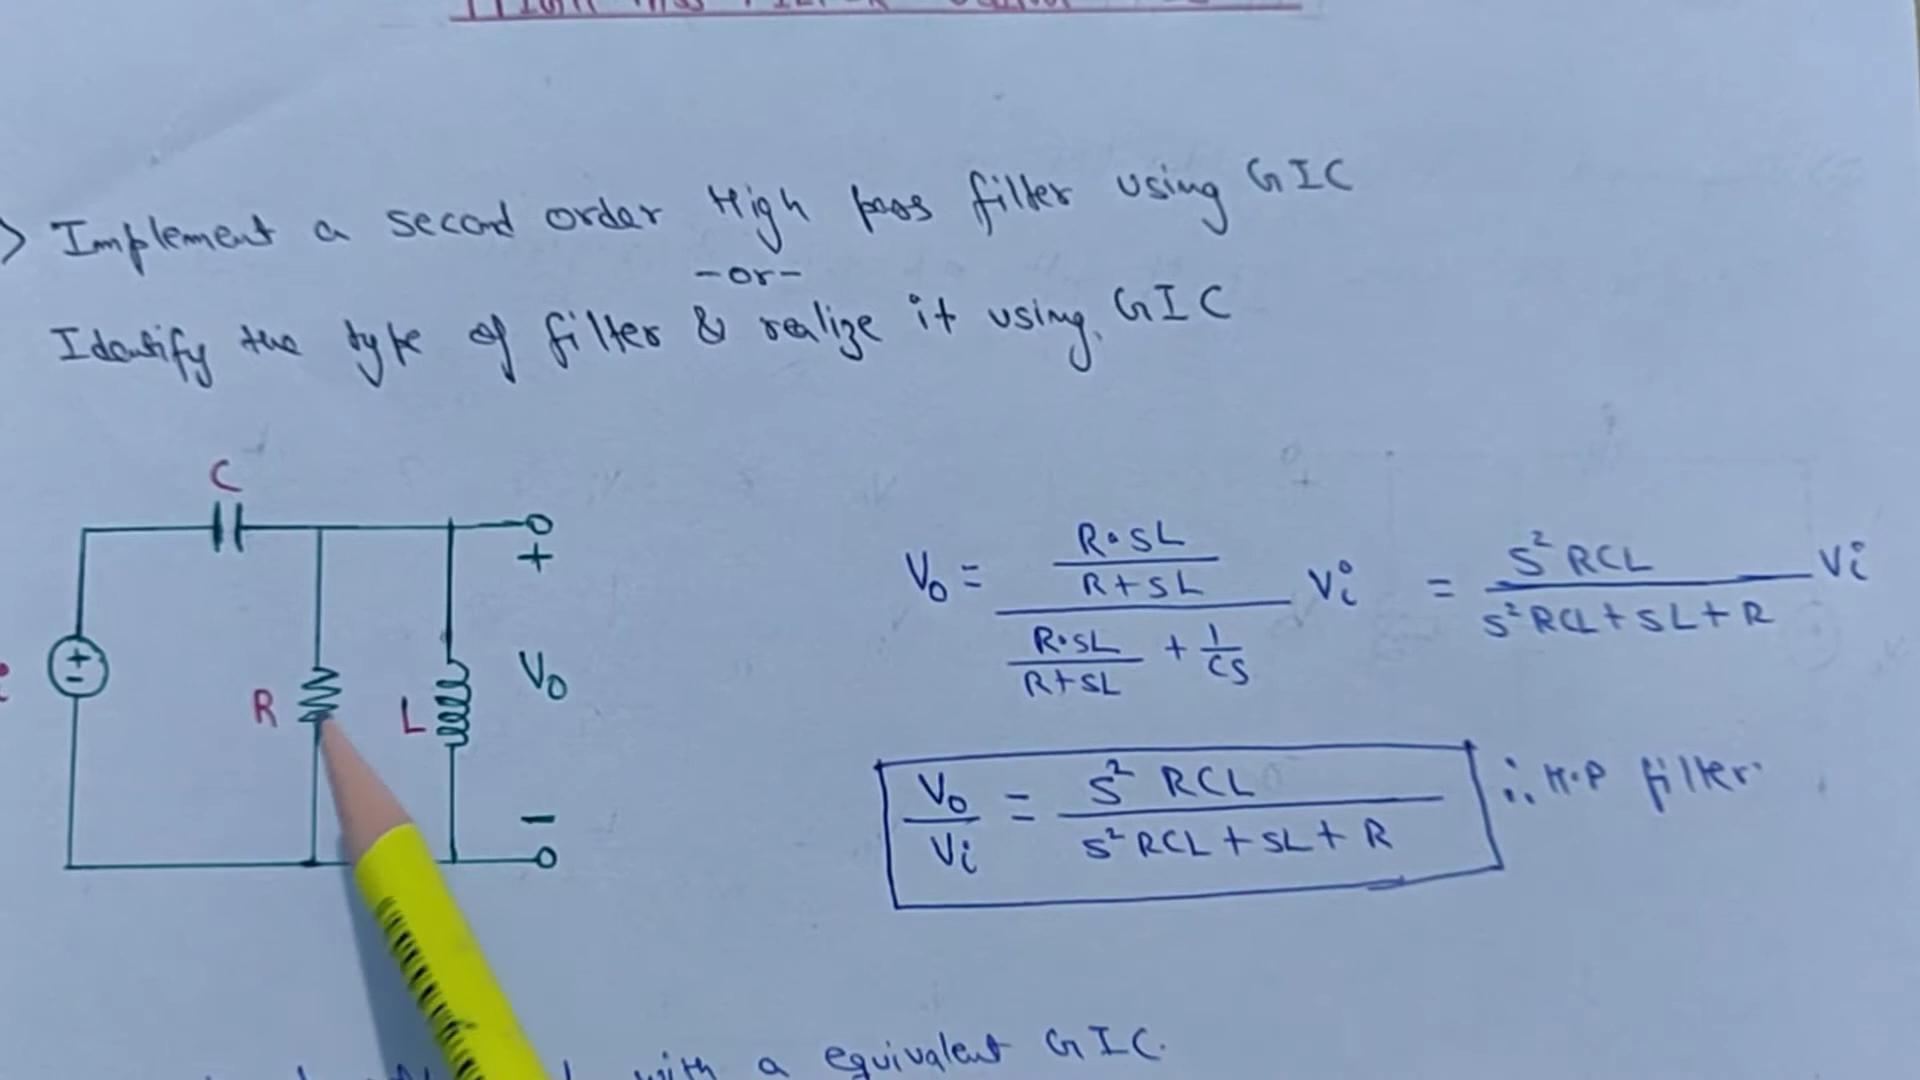 Implement a second order High pass filter using GIC
-or-
Identify the type of filter & realize it using GIC
C
R
L
+
Vo
-
Vo = (R·sL / R+sL) / (R·sL / R+sL + 1/CS) Vi = S² RCL / S²RCL + SL + R Vi
Vo / Vi = S² RCL / S² RCL + SL + R ∴ H.P filter
with a equivalent GIC.